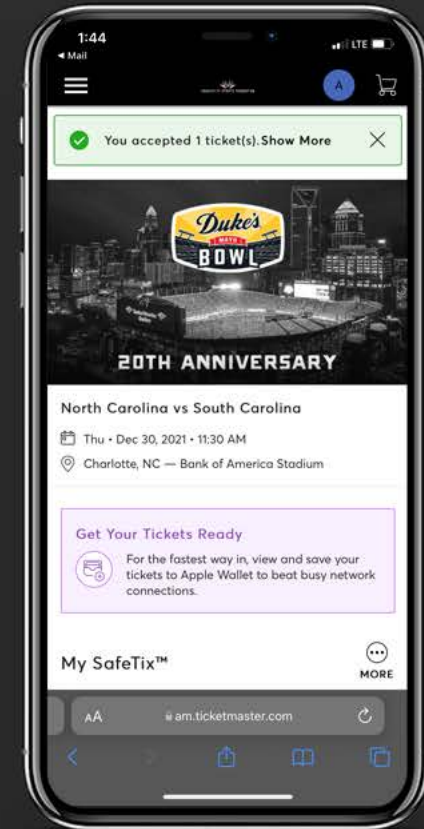 1:44
LTE
◄ Mail
A
You accepted 1 ticket(s). Show More
Duke's
MAYO
BOWL
20TH ANNIVERSARY
North Carolina vs South Carolina
Thu • Dec 30, 2021 • 11:30 AM
Charlotte, NC — Bank of America Stadium
Get Your Tickets Ready
For the fastest way in, view and save your
tickets to Apple Wallet to beat busy network
connections.
My SafeTix™
MORE
AA
am.ticketmaster.com